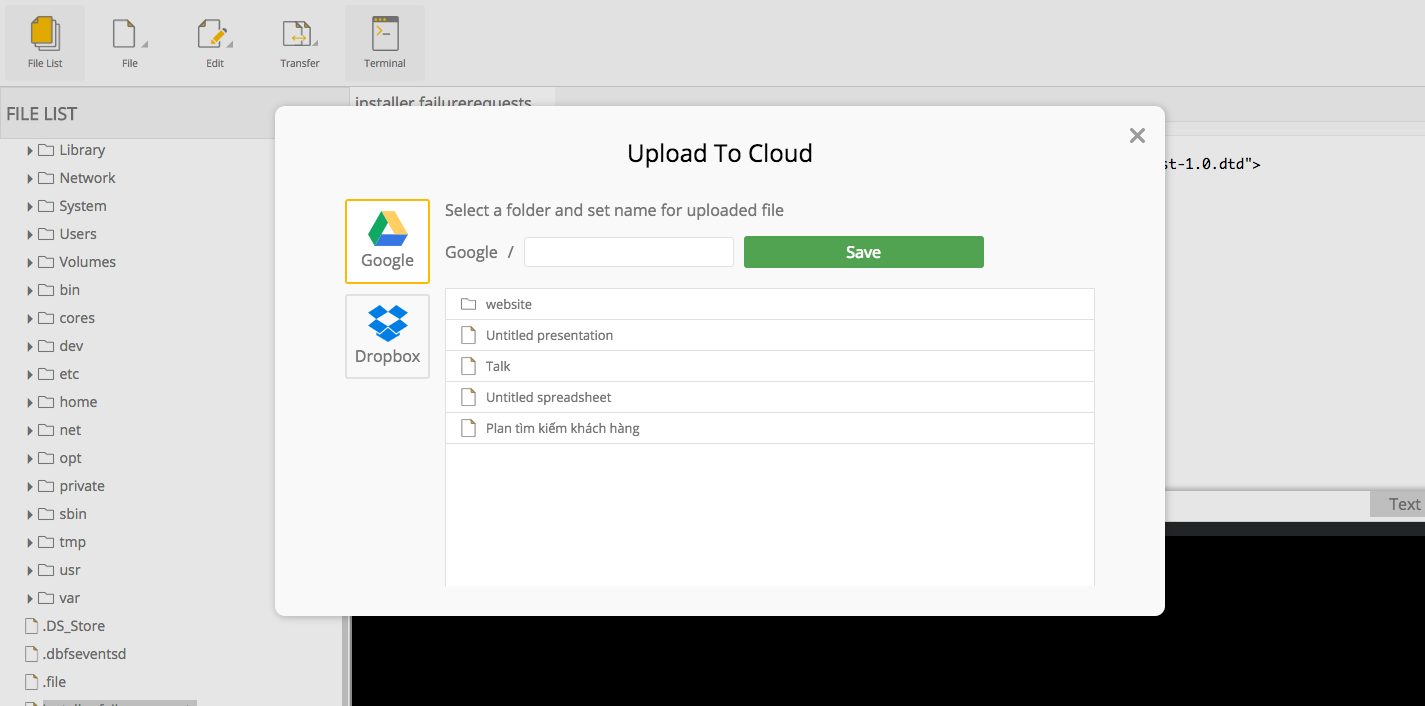 File List
File
Edit
Transfer
Terminal
FILE LIST
installer.failurerequests
Library
Network
System
Users
Volumes
bin
cores
dev
etc
home
net
opt
private
sbin
tmp
usr
var
.DS_Store
.dbfseventsd
.file
Upload To Cloud
Google
Dropbox
Select a folder and set name for uploaded file
Google /
Save
website
Untitled presentation
Talk
Untitled spreadsheet
Plan tìm kiếm khách hàng
st-1.0.dtd">
Text